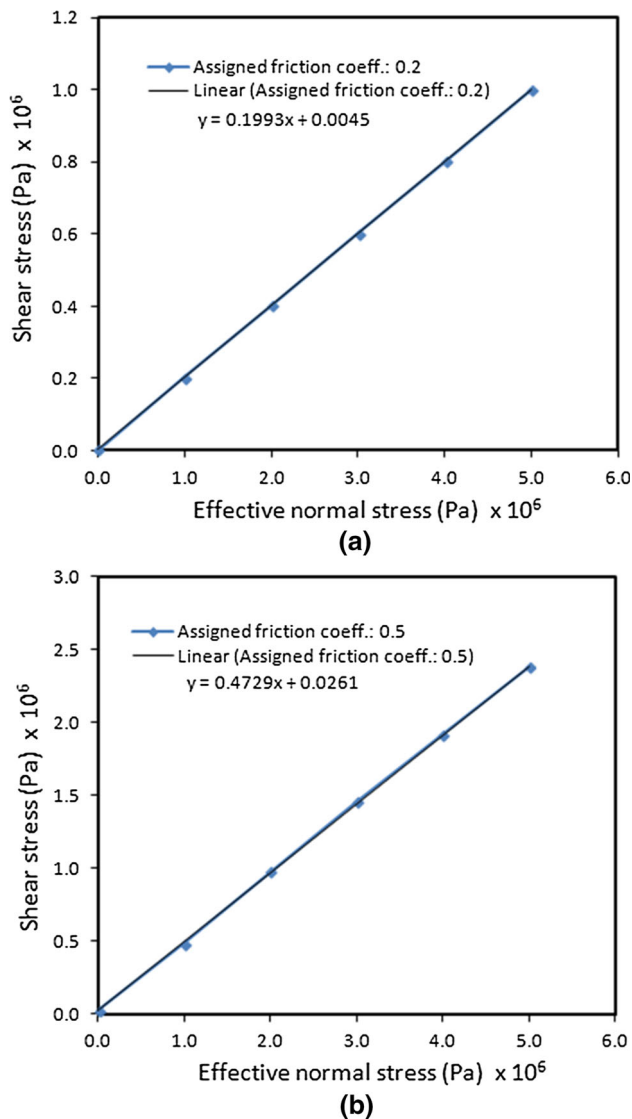 1.2
1.0
0.8
0.6
0.4
0.2
0.0
Shear stress (Pa) x 10⁶
Assigned friction coeff.: 0.2
Linear (Assigned friction coeff.: 0.2)
y = 0.1993x + 0.0045
0.0 1.0 2.0 3.0 4.0 5.0 6.0
Effective normal stress (Pa) x 10⁶
(a)
3.0
2.5
2.0
1.5
1.0
0.5
0.0
Shear stress (Pa) x 10⁶
Assigned friction coeff.: 0.5
Linear (Assigned friction coeff.: 0.5)
y = 0.4729x + 0.0261
0.0 1.0 2.0 3.0 4.0 5.0 6.0
Effective normal stress (Pa) x 10⁶
(b)